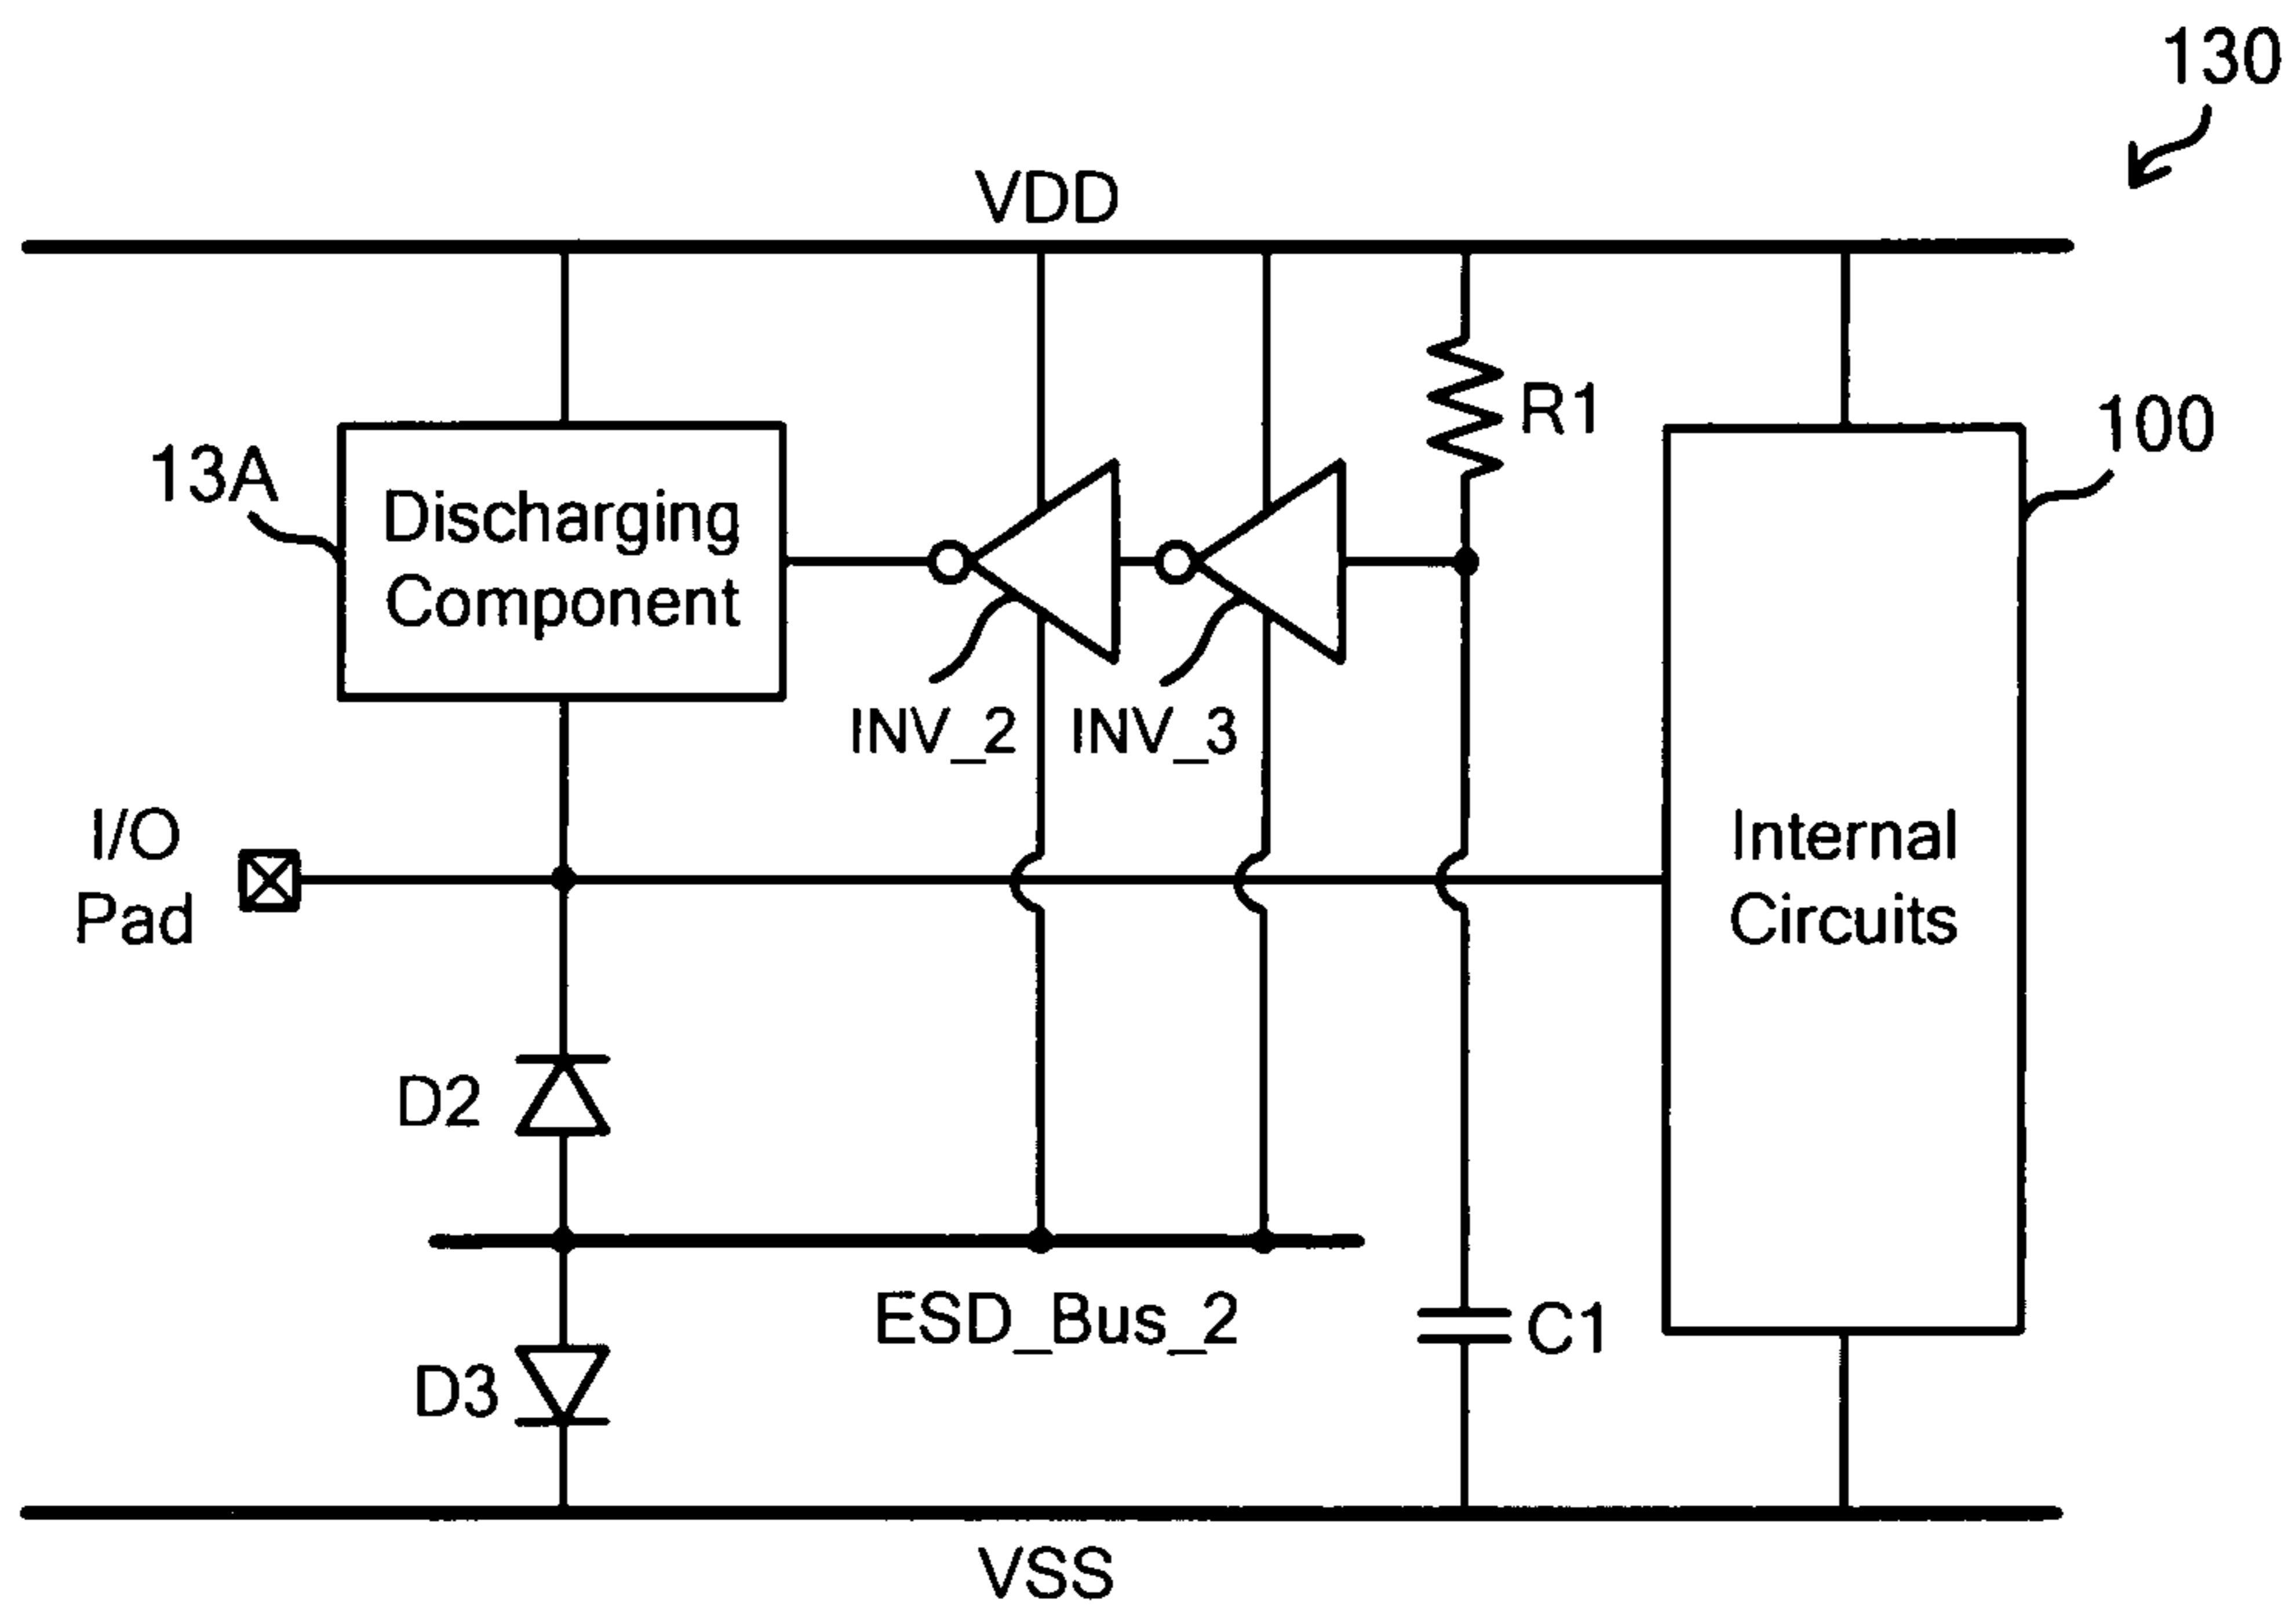 130
VDD
R1
100
13A
Discharging
Component
INV_2
INV_3
I/O
Pad
Internal
Circuits
D2
ESD_Bus_2
C1
D3
VSS